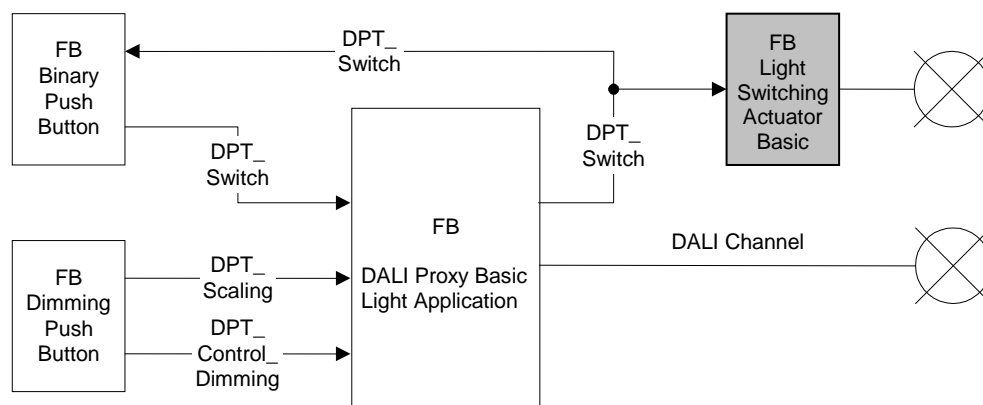 FB
Binary
Push
Button
DPT_
Switch
DPT_
Switch
DPT_
Switch
FB
Light
Switching
Actuator
Basic
FB
Dimming
Push
Button
DPT_
Scaling
DPT_
Control_
Dimming
FB
DALI Proxy Basic
Light Application
DALI Channel